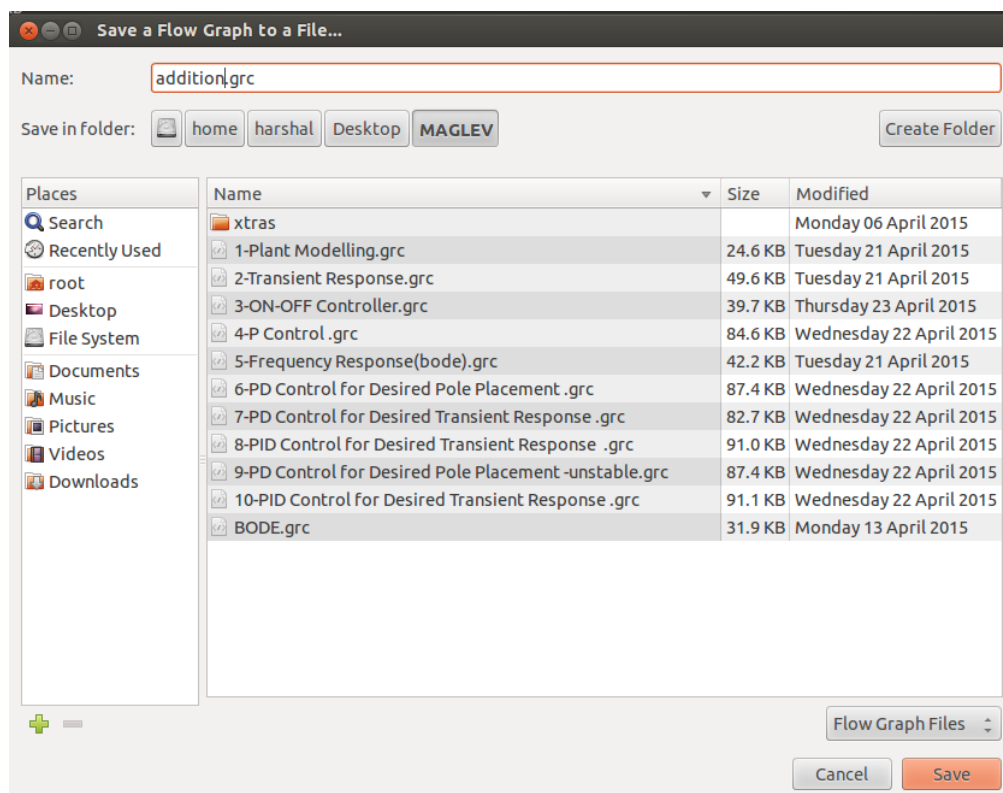 Save a Flow Graph to a File...
Name: addition.grc
Save in folder: home harshal Desktop MAGLEV Create Folder
Places Name Size Modified
Search xtras Monday 06 April 2015
Recently Used 1-Plant Modelling.grc 24.6 KB Tuesday 21 April 2015
root 2-Transient Response.grc 49.6 KB Tuesday 21 April 2015
Desktop 3-ON-OFF Controller.grc 39.7 KB Thursday 23 April 2015
File System 4-P Control .grc 84.6 KB Wednesday 22 April 2015
Documents 5-Frequency Response(bode).grc 42.2 KB Tuesday 21 April 2015
Music 6-PD Control for Desired Pole Placement .grc 87.4 KB Wednesday 22 April 2015
Pictures 7-PD Control for Desired Transient Response .grc 82.7 KB Wednesday 22 April 2015
Videos 8-PID Control for Desired Transient Response  .grc 91.0 KB Wednesday 22 April 2015
Downloads 9-PD Control for Desired Pole Placement -unstable.grc 87.4 KB Wednesday 22 April 2015
10-PID Control for Desired Transient Response .grc 91.1 KB Wednesday 22 April 2015
BODE.grc 31.9 KB Monday 13 April 2015
Flow Graph Files
Cancel Save